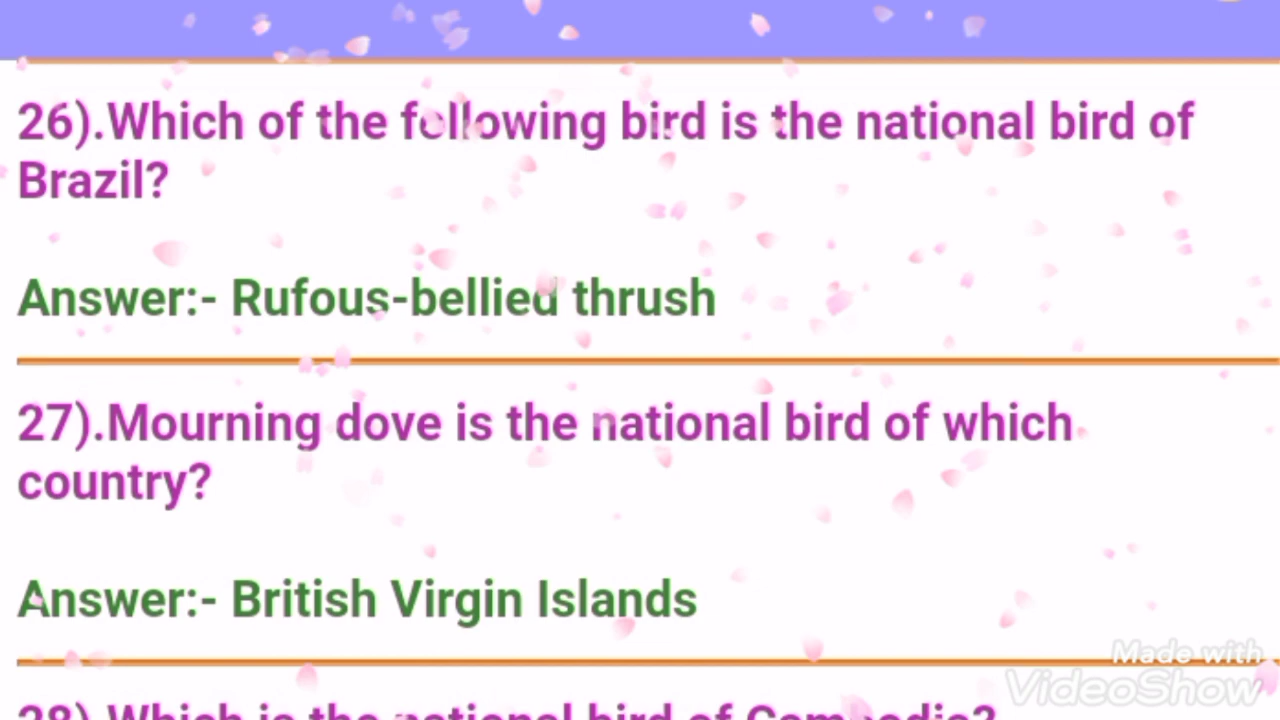 26).Which of the following bird is the national bird of
Brazil?
Answer:- Rufous-bellied thrush
27).Mourning dove is the national bird of which
country?
Answer:- British Virgin Islands
28).Which is the national bird of Cambodia?
Made with
VideoShow